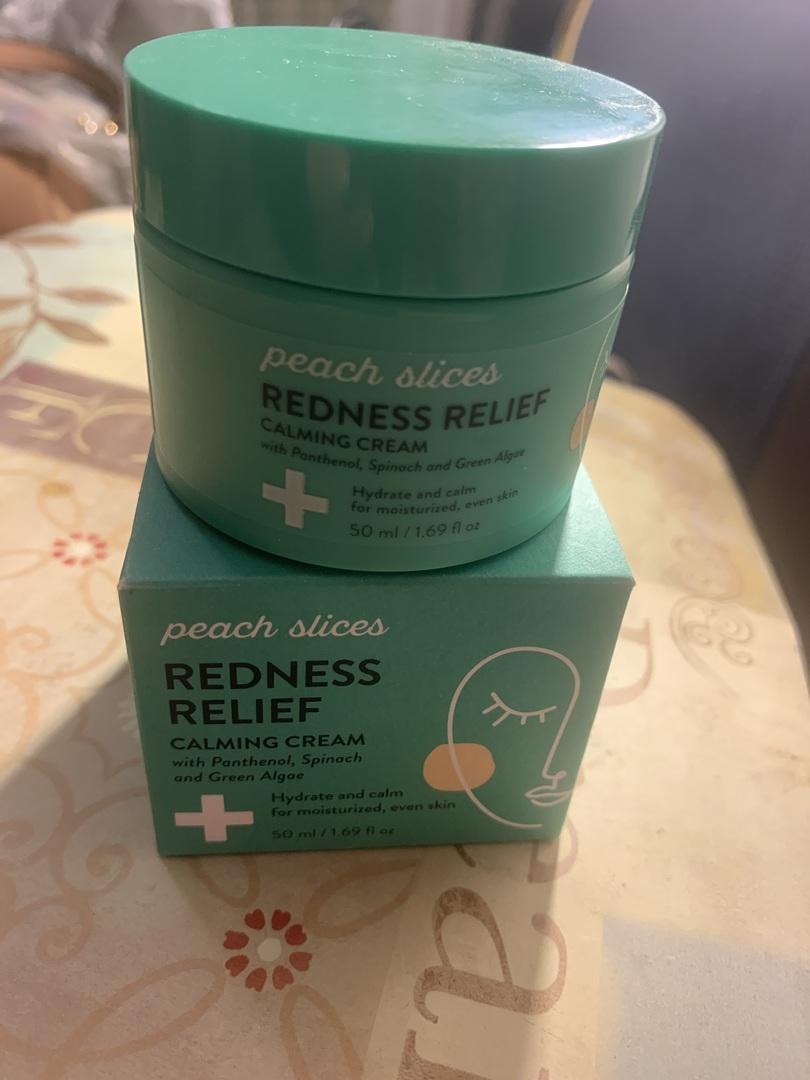 peach slices
REDNESS RELIEF
CALMING CREAM
with Panthenol, Spinach and Green Algae
Hydrate and calm
for moisturized, even skin
50 ml / 1.69 fl oz
peach slices
REDNESS
RELIEF
CALMING CREAM
with Panthenol, Spinach
and Green Algae
Hydrate and calm
for moisturized, even skin
50 ml / 1.69 fl oz